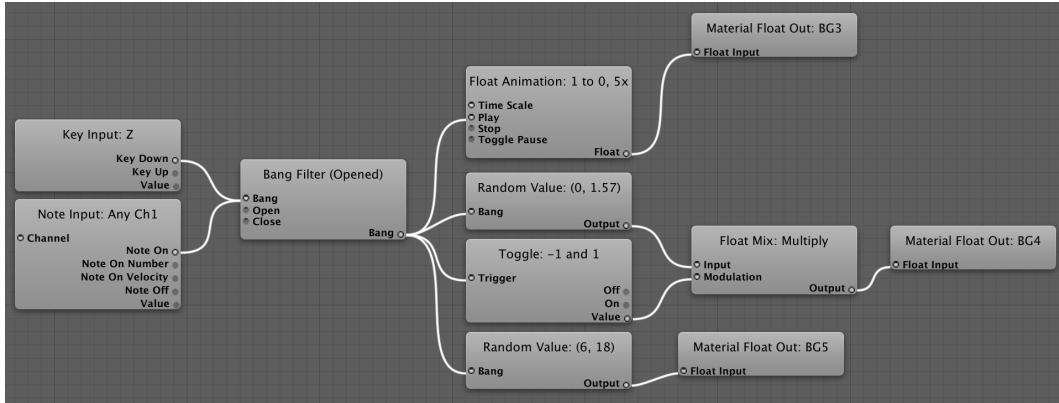 Key Input: Z
Key Down
Key Up
Value
Note Input: Any Ch1
Channel
Note On
Note On Number
Note On Velocity
Note Off
Value
Bang Filter (Opened)
Bang
Open
Close
Bang
Float Animation: 1 to 0, 5x
Time Scale
Play
Stop
Toggle Pause
Float
Material Float Out: BG3
Float Input
Random Value: (0, 1.57)
Bang
Output
Toggle: -1 and 1
Trigger
Off
On
Value
Float Mix: Multiply
Input
Modulation
Output
Material Float Out: BG4
Float Input
Random Value: (6, 18)
Bang
Output
Material Float Out: BG5
Float Input